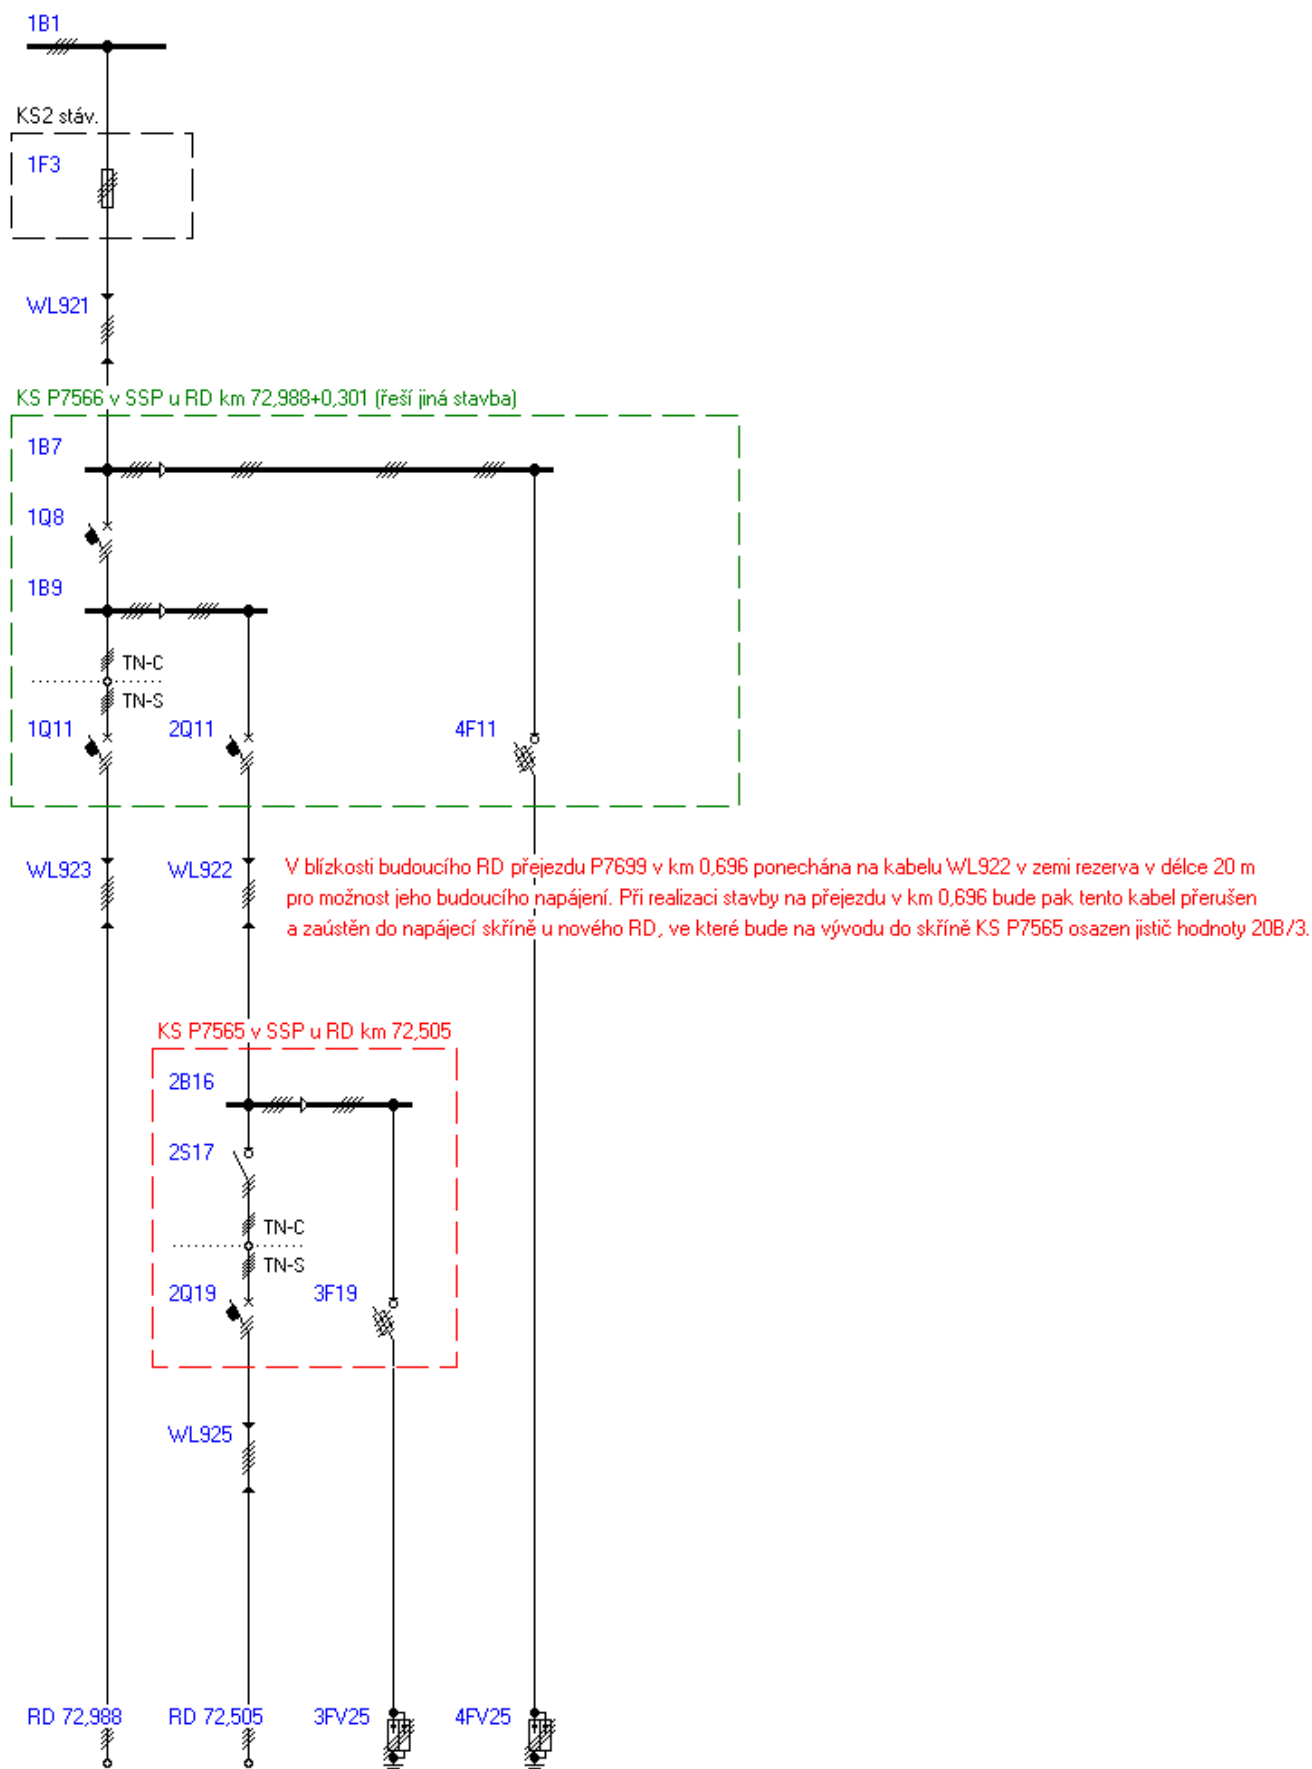 1B1
KS2 stáv.
1F3
WL921
KS P7566 v SSP u RD km 72,988+0,301 (řeší jiná stavba)
1B7
1Q8
1B9
TN-C
TN-S
1Q11
2Q11
4F11
WL923
WL922
V blízkosti budoucího RD přejezdu P7699 v km 0,696 ponechána na kabelu WL922 v zemi rezerva v délce 20 m
pro možnost jeho budoucího napájení. Při realizaci stavby na přejezdu v km 0,696 bude pak tento kabel přerušen
a zaústěn do napájecí skříně u nového RD, ve které bude na vývodu do skříně KS P7565 osazen jistič hodnoty 20B/3.
KS P7565 v SSP u RD km 72,505
2B16
2S17
TN-C
TN-S
2Q19
3F19
WL925
RD 72,988
RD 72,505
3FV25
4FV25